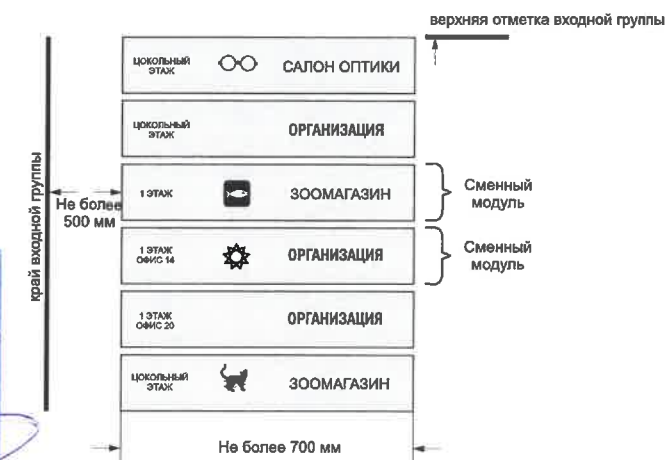 верхняя отметка входной группы
ЦОКОЛЬНЫЙ
ЭТАЖ
САЛОН ОПТИКИ
ЦОКОЛЬНЫЙ
ЭТАЖ
ОРГАНИЗАЦИЯ
край входной группы
Не более
500 мм
1 ЭТАЖ
ЗООМАГАЗИН
Сменный
модуль
1 ЭТАЖ
ОФИС 14
ОРГАНИЗАЦИЯ
Сменный
модуль
1 ЭТАЖ
ОФИС 20
ОРГАНИЗАЦИЯ
ЦОКОЛЬНЫЙ
ЭТАЖ
ЗООМАГАЗИН
Не более 700 мм